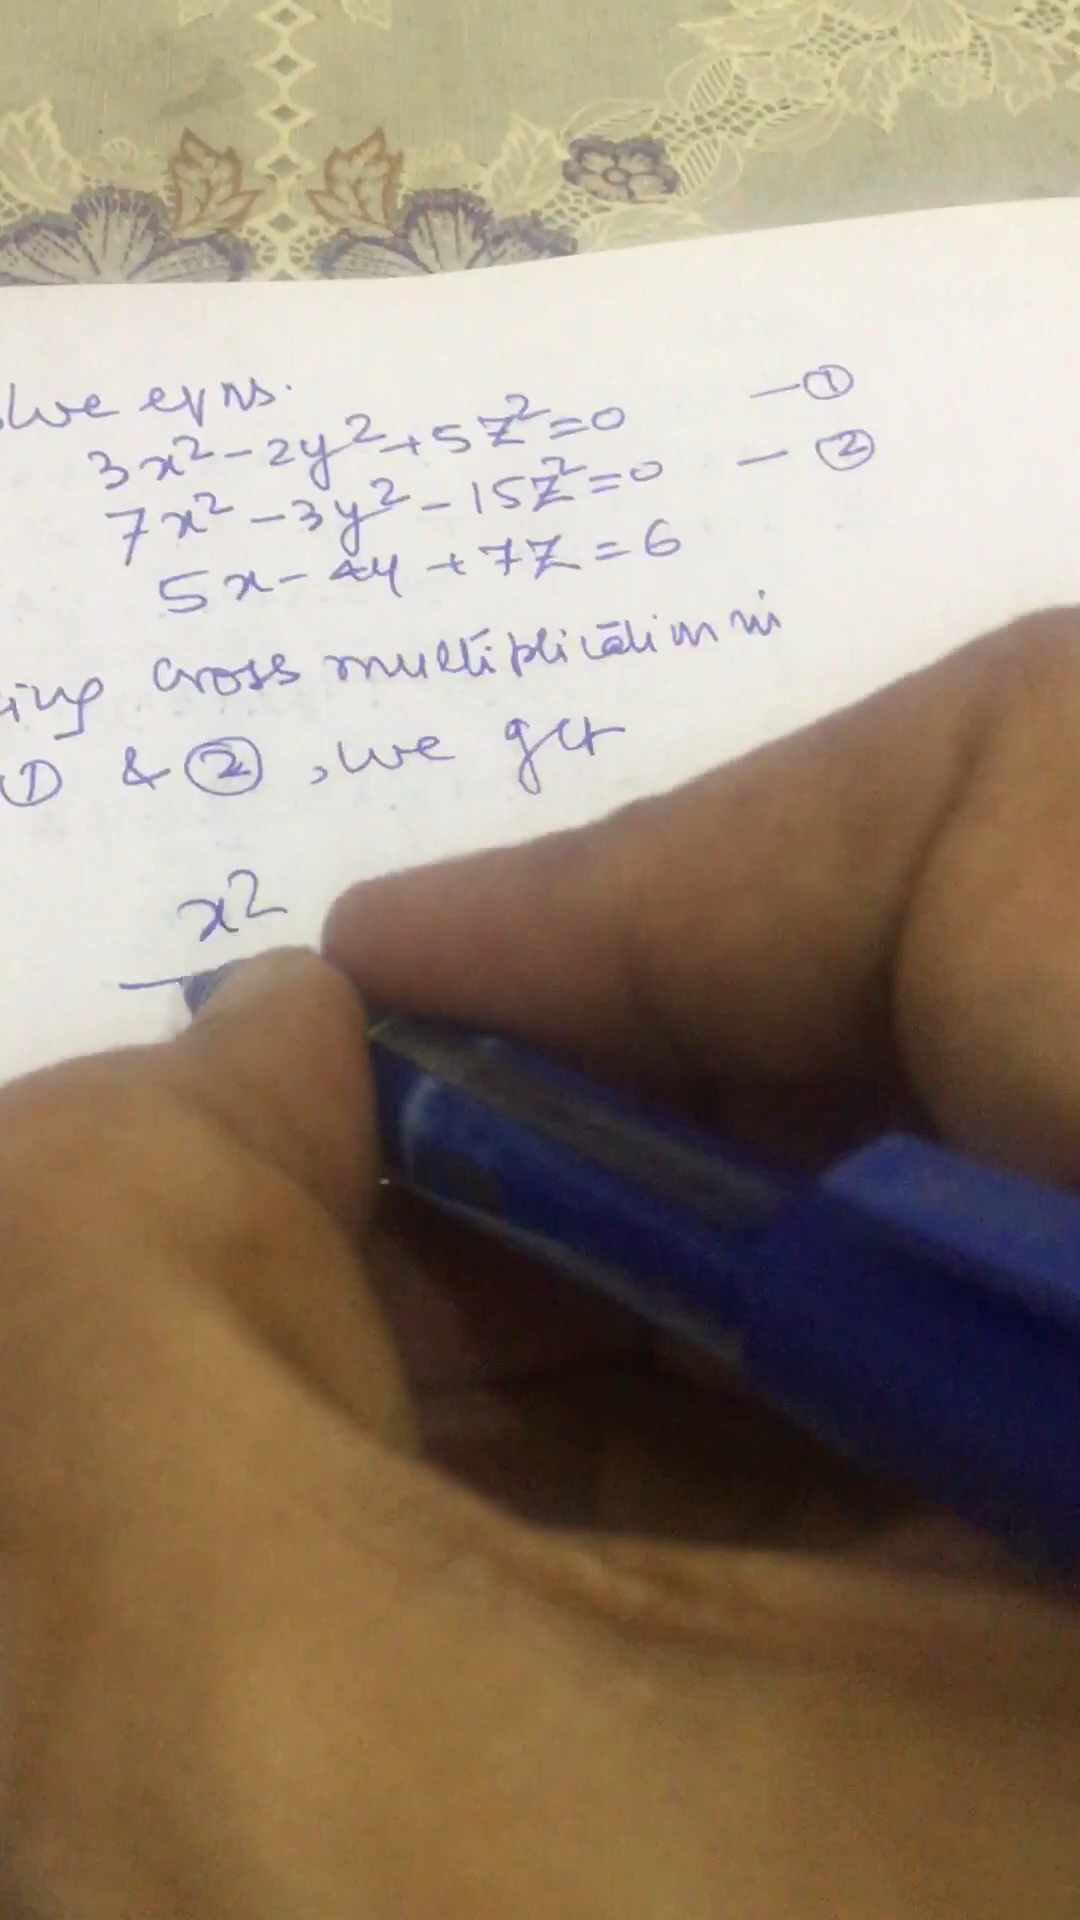 lve eqns.
3x²-2y²+5z²=0 —①
7x²-3y²-15z²=0 —②
5x-4y+7z=6
ing cross multiplication in
① & ②, we get
x²